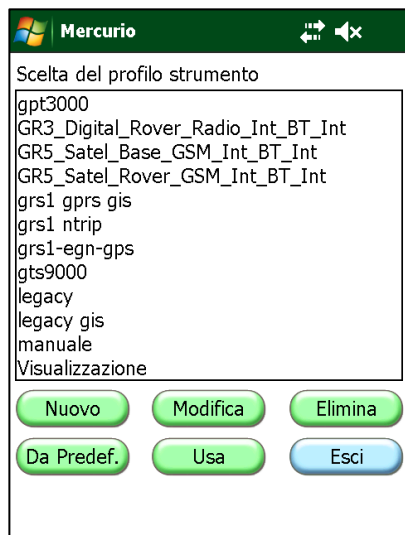 Mercurio
Scelta del profilo strumento
gpt3000
GR3_Digital_Rover_Radio_Int_BT_Int
GR5_Satel_Base_GSM_Int_BT_Int
GR5_Satel_Rover_GSM_Int_BT_Int
grs1 gprs gis
grs1 ntrip
grs1-egn-gps
gts9000
legacy
legacy gis
manuale
Visualizzazione
Nuovo Modifica Elimina
Da Predef. Usa Esci